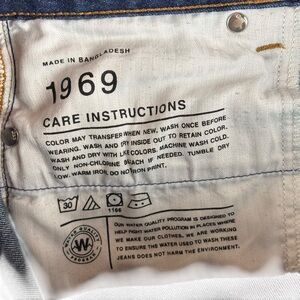 MADE IN BANGLADESH
1969
CARE INSTRUCTIONS
COLOR MAY TRANSFER WHEN NEW. WASH ONCE BEFORE
WEARING. WASH AND DRY INSIDE OUT TO RETAIN COLOR.
WASH AND DRY WITH COLORS. MACHINE WASH COLD.
ONLY NON-CHLORINE IF NEEDED. TUMBLE DRY
LOW. WARM IRON, DO NOT IRON PRINT.
30
1166
OUR WATER QUALITY PROGRAM IS DESIGNED TO
HELP FIGHT WATER POLLUTION IN PLACES WHERE
WE MAKE OUR CLOTHES. WE ARE WORKING
TO ENSURE THE WATER USED TO WASH THESE
JEANS DOES NOT HARM THE ENVIRONMENT.
WATER QUALITY
W
PROGRAM